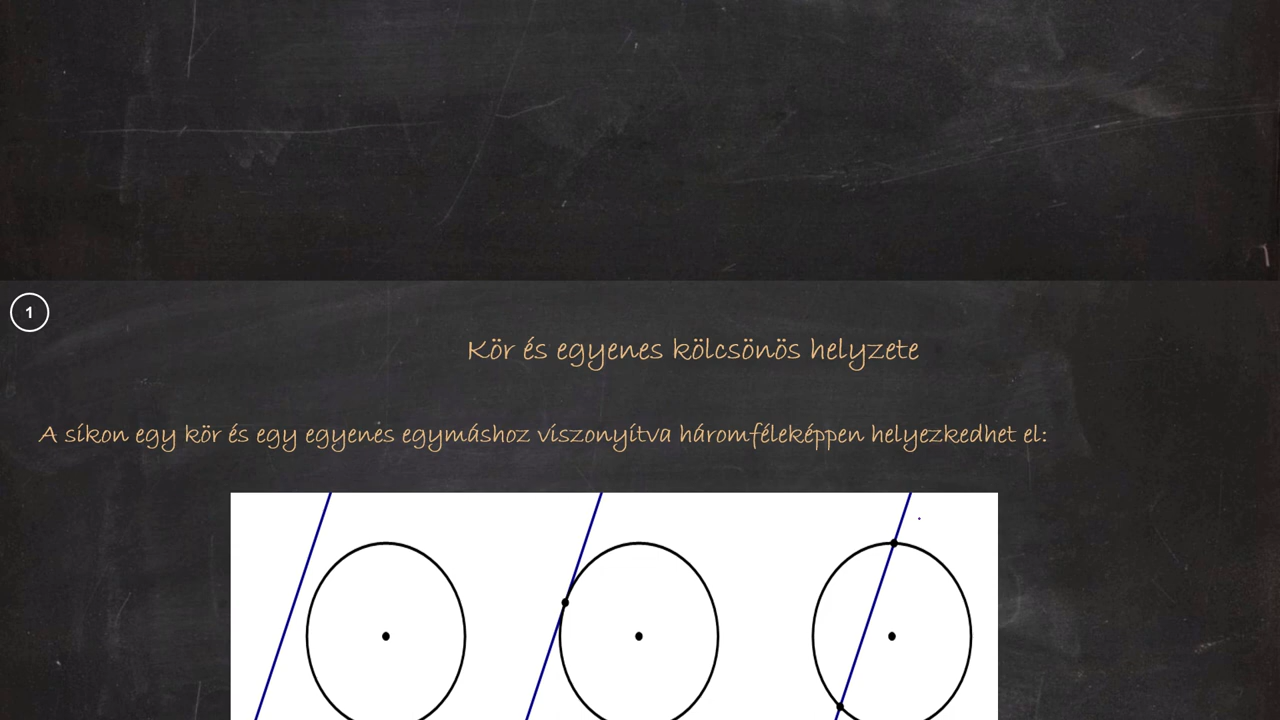 1
Kör és egyenes kölcsönös helyzete
A síkon egy kör és egy egyenes egymáshoz viszonyítva háromféleképpen helyezkedhet el: